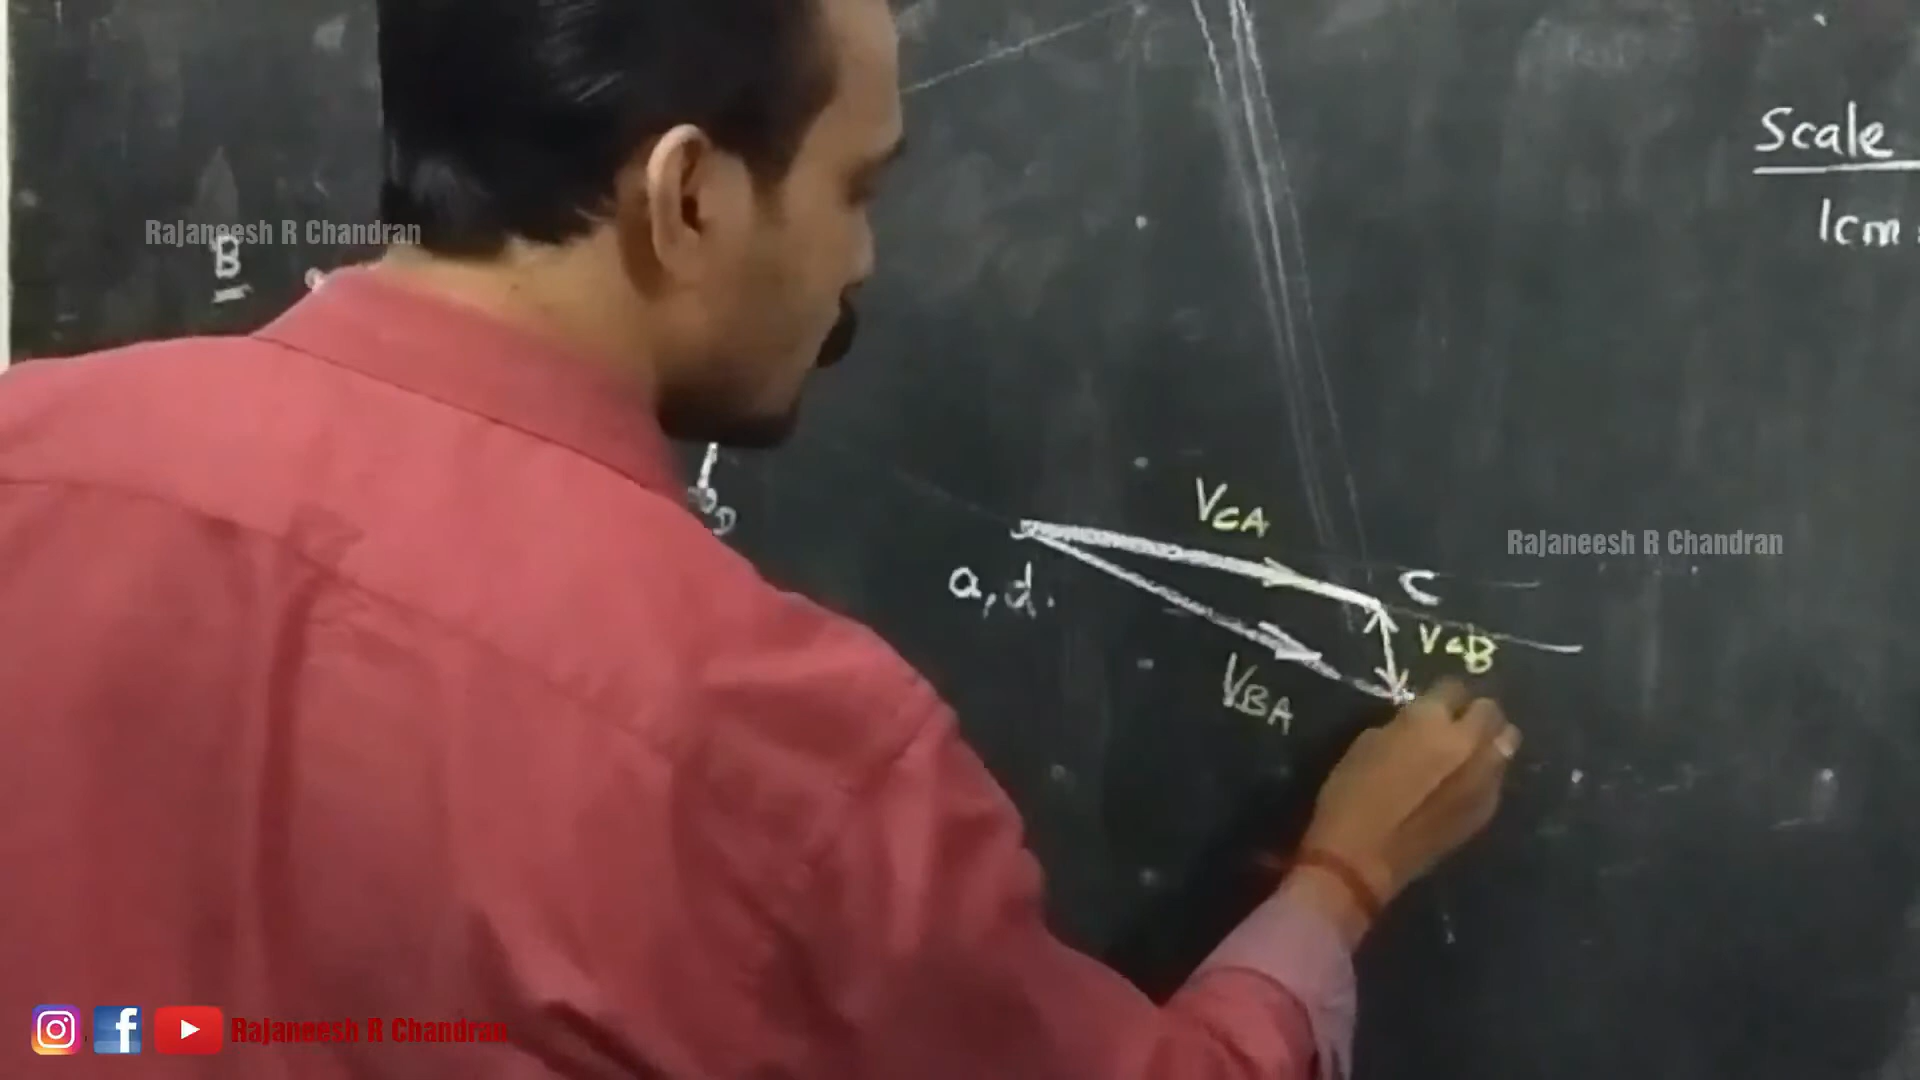 Scale
1cm
Rajaneesh R Chandran
B
D
VCA
Rajaneesh R Chandran
a, d.
C
VCB
VBA
Rajaneesh R Chandran